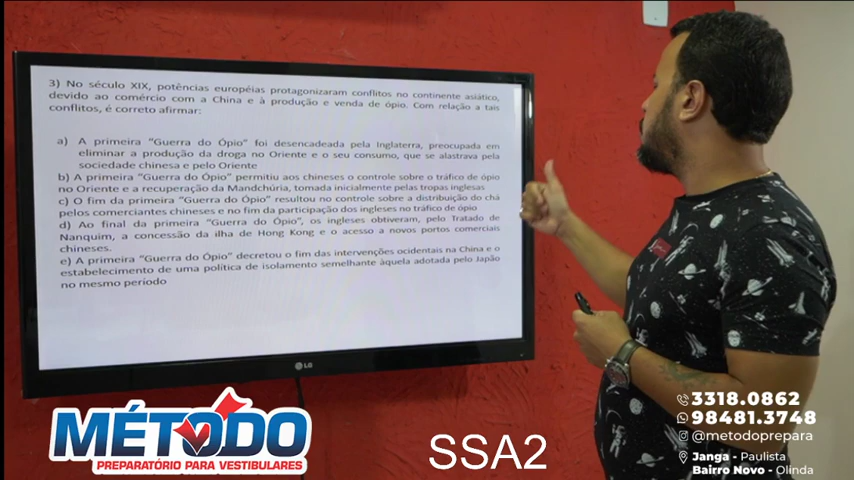 3) No século XIX, potências européias protagonizaram conflitos no continente asiático,
devido ao comércio com a China e à produção e venda de ópio. Com relação a tais
conflitos, é correto afirmar:
a) A primeira "Guerra do Ópio" foi desencadeada pela Inglaterra, preocupada em
eliminar a produção da droga no Oriente e o seu consumo, que se alastrava pela
sociedade chinesa e pelo Oriente
b) A primeira "Guerra do Ópio" permitiu aos chineses o controle sobre o tráfico de ópio
no Oriente e a recuperação da Mandchúria, tomada inicialmente pelas tropas inglesas
c) O fim da primeira "Guerra do Ópio" resultou no controle sobre a distribuição do chá
pelos comerciantes chineses e no fim da participação dos ingleses no tráfico de ópio
d) Ao final da primeira "Guerra do Ópio", os ingleses obtiveram, pelo Tratado de
Nanquim, a concessão da ilha de Hong Kong e o acesso a novos portos comerciais
chineses.
e) A primeira "Guerra do Ópio" decretou o fim das intervenções ocidentais na China e o
estabelecimento de uma política de isolamento semelhante àquela adotada pelo Japão
no mesmo período
LG
MÉTODO
PREPARATÓRIO PARA VESTIBULARES
SSA2
3318.0862
98481.3748
@metodoprepara
Janga - Paulista
Bairro Novo - Olinda